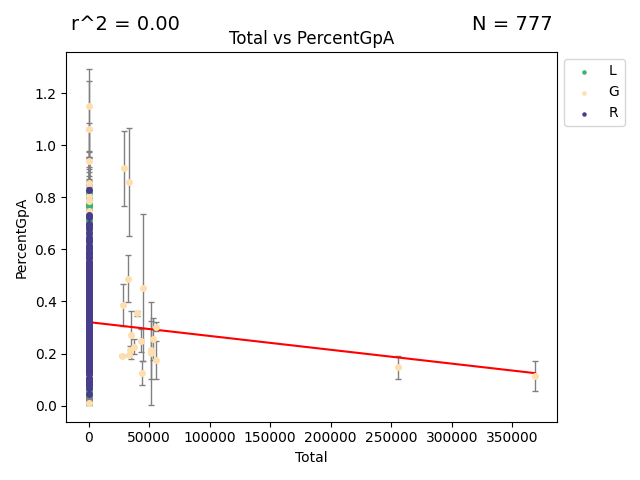 r^2 = 0.00
N = 777
Total vs PercentGpA
L
G
R
PercentGpA
1.2
1.0
0.8
0.6
0.4
0.2
0.0
0 50000 100000 150000 200000 250000 300000 350000
Total